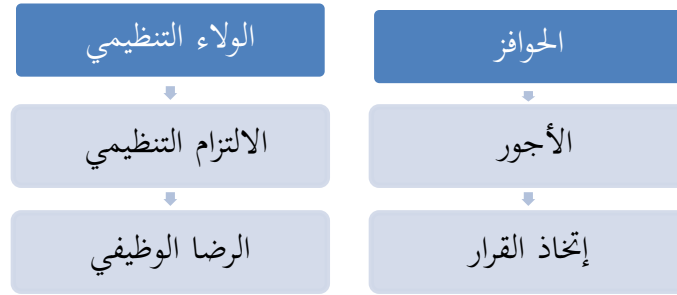 الحوافز
الأجور
إتخاذ القرار
الولاء التنظيمي
الالتزام التنظيمي
الرضا الوظيفي